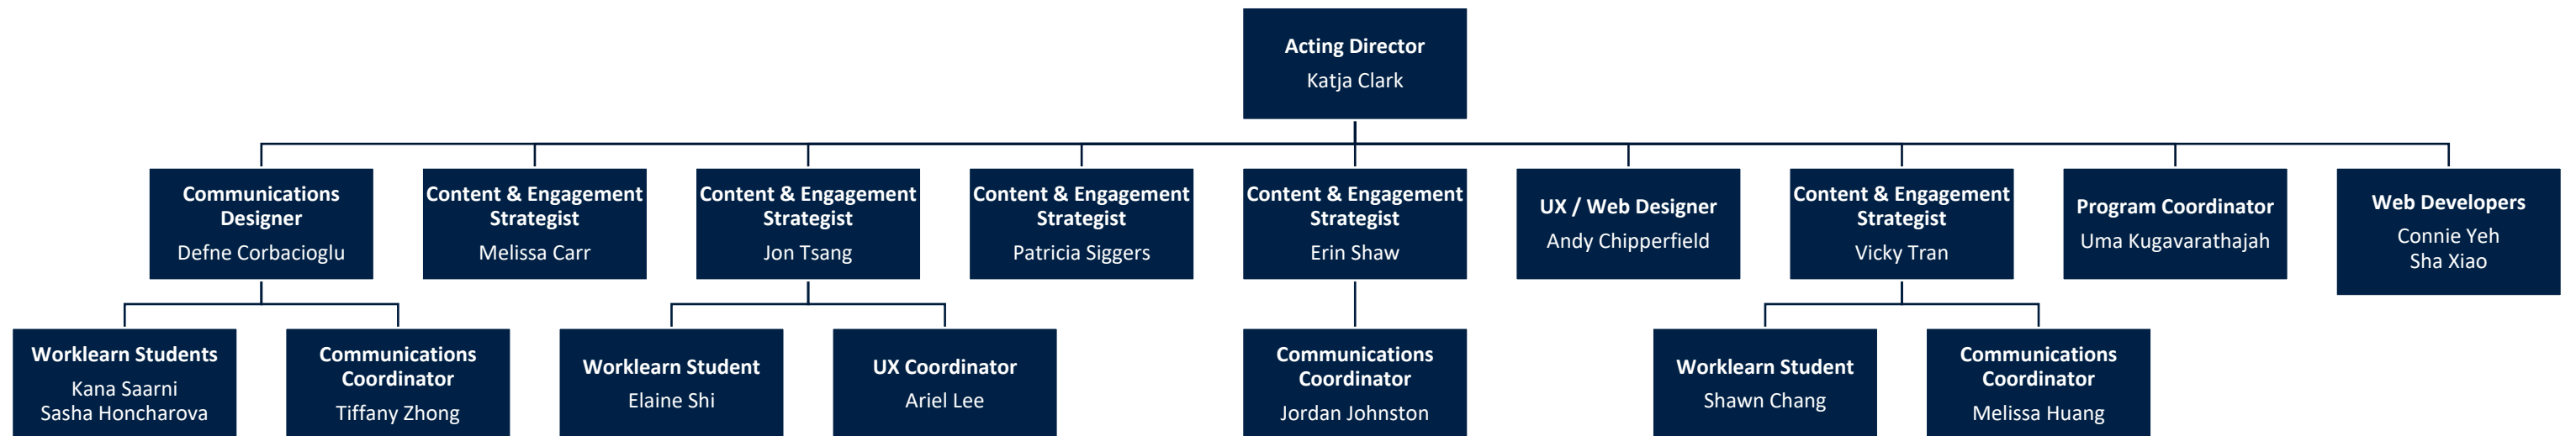 Acting Director
Katja Clark
Communications
Designer
Defne Corbacioglu
Content & Engagement
Strategist
Melissa Carr
Content & Engagement
Strategist
Jon Tsang
Content & Engagement
Strategist
Patricia Siggers
Content & Engagement
Strategist
Erin Shaw
UX / Web Designer
Andy Chipperfield
Content & Engagement
Strategist
Vicky Tran
Program Coordinator
Uma Kugavarathajah
Web Developers
Connie Yeh
Sha Xiao
Worklearn Students
Kana Saarni
Sasha Honcharova
Communications
Coordinator
Tiffany Zhong
Worklearn Student
Elaine Shi
UX Coordinator
Ariel Lee
Communications
Coordinator
Jordan Johnston
Worklearn Student
Shawn Chang
Communications
Coordinator
Melissa Huang